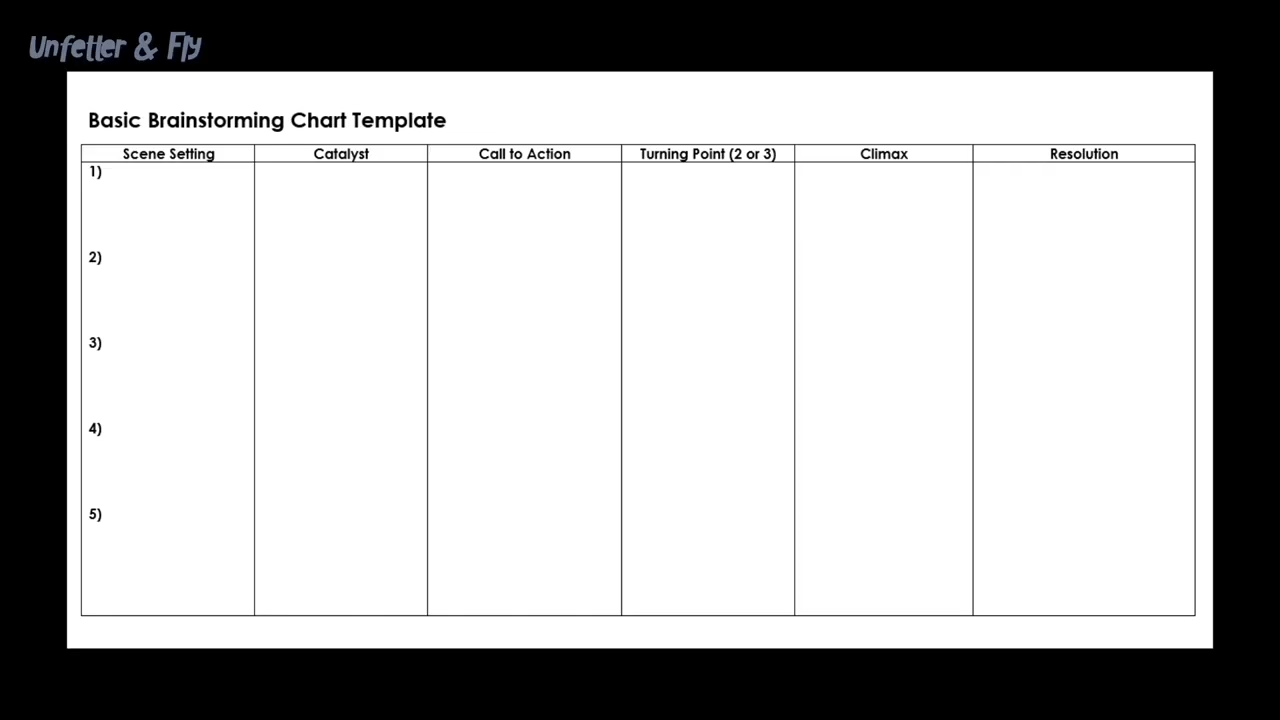 Unfetter & Fly
Basic Brainstorming Chart Template
Scene Setting Catalyst Call to Action Turning Point (2 or 3) Climax Resolution
1)
2)
3)
4)
5)